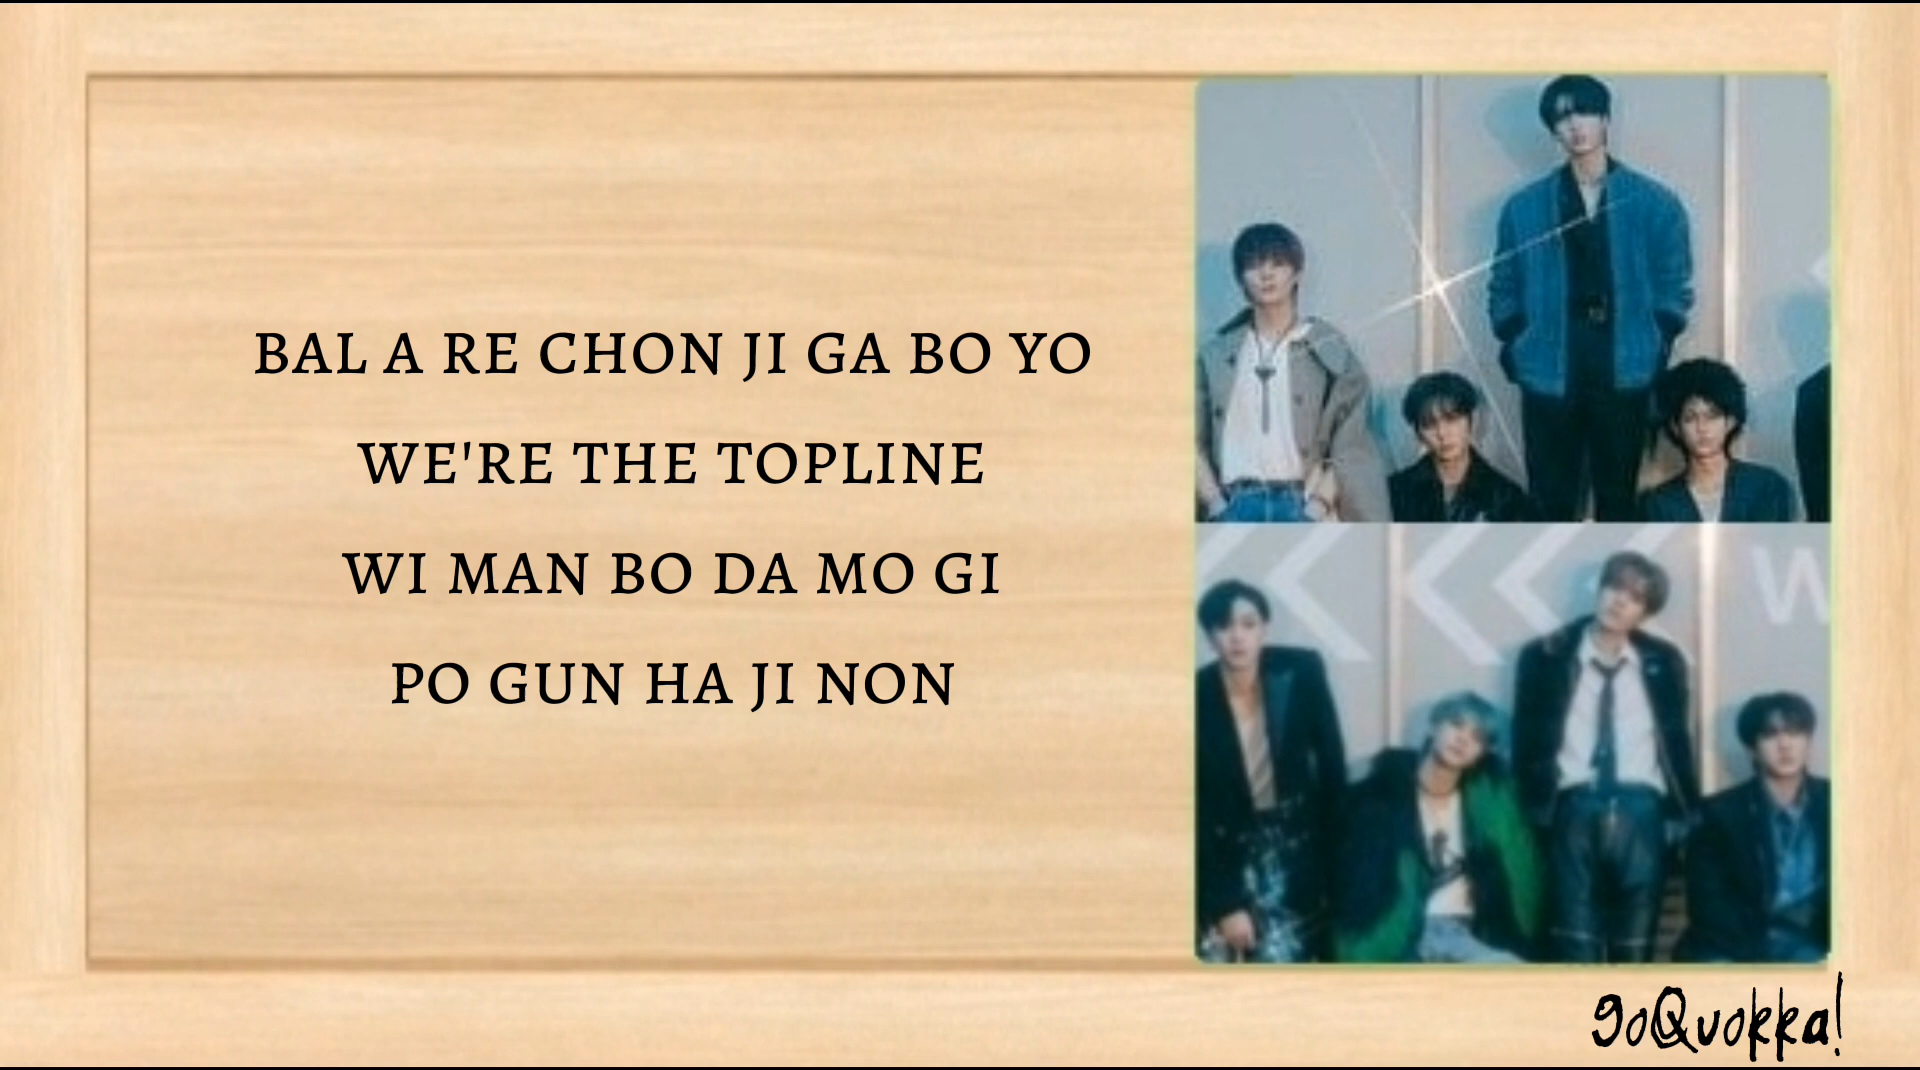 BAL A RE CHON JI GA BO YO
WE'RE THE TOPLINE
WI MAN BO DA MO GI
PO GUN HA JI NON
W
goQuokka!